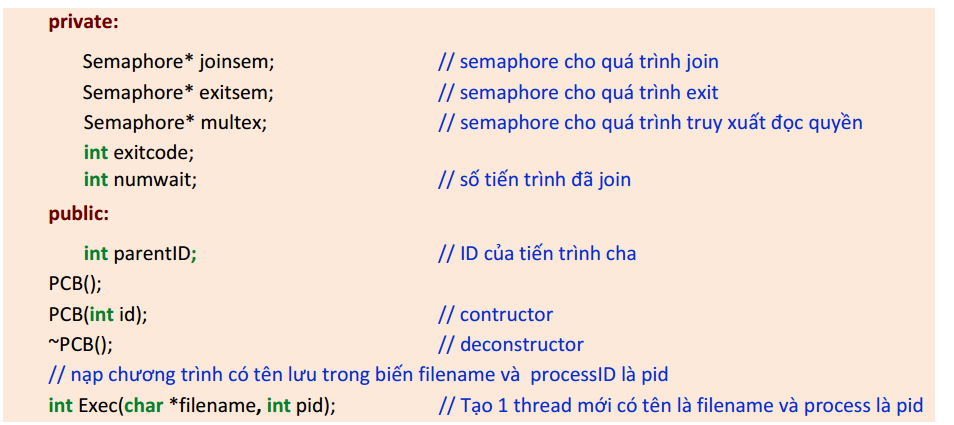 private:
Semaphore* joinsem; // semaphore cho quá trình join
Semaphore* exitsem; // semaphore cho quá trình exit
Semaphore* multex; // semaphore cho quá trình truy xuất đọc quyền
int exitcode;
int numwait; // số tiến trình đã join
public:
int parentID; // ID của tiến trình cha
PCB();
PCB(int id); // contructor
~PCB(); // deconstructor
// nạp chương trình có tên lưu trong biến filename và processID là pid
int Exec(char *filename, int pid); // Tạo 1 thread mới có tên là filename và process là pid